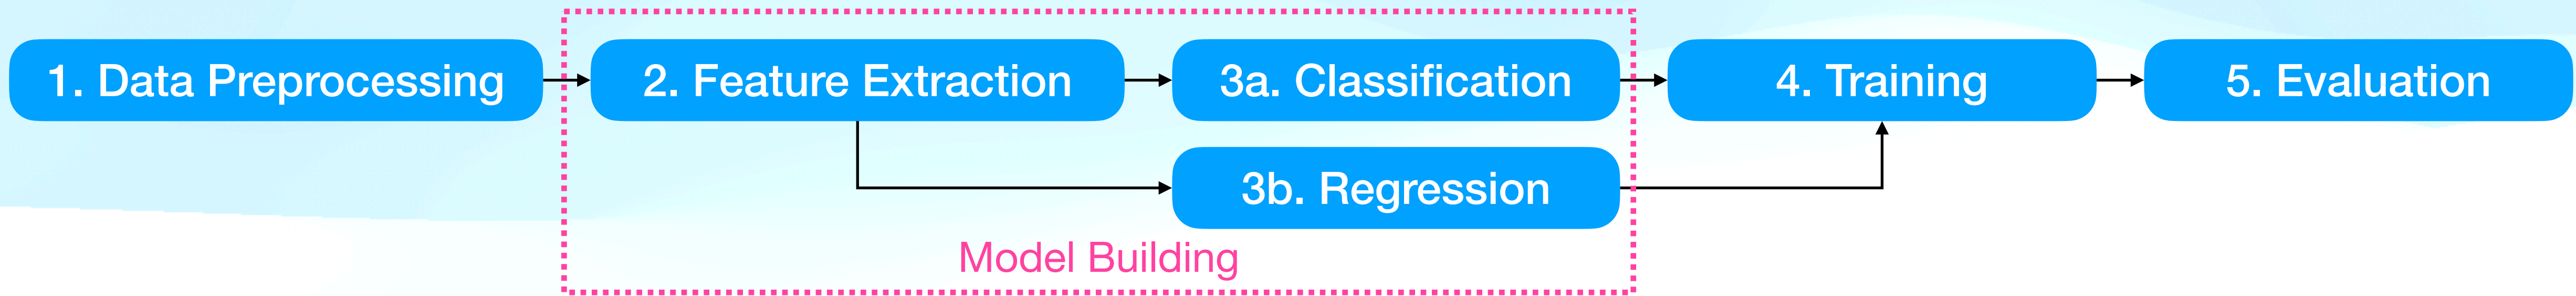 1. Data Preprocessing
2. Feature Extraction
3a. Classification
4. Training
5. Evaluation
3b. Regression
Model Building